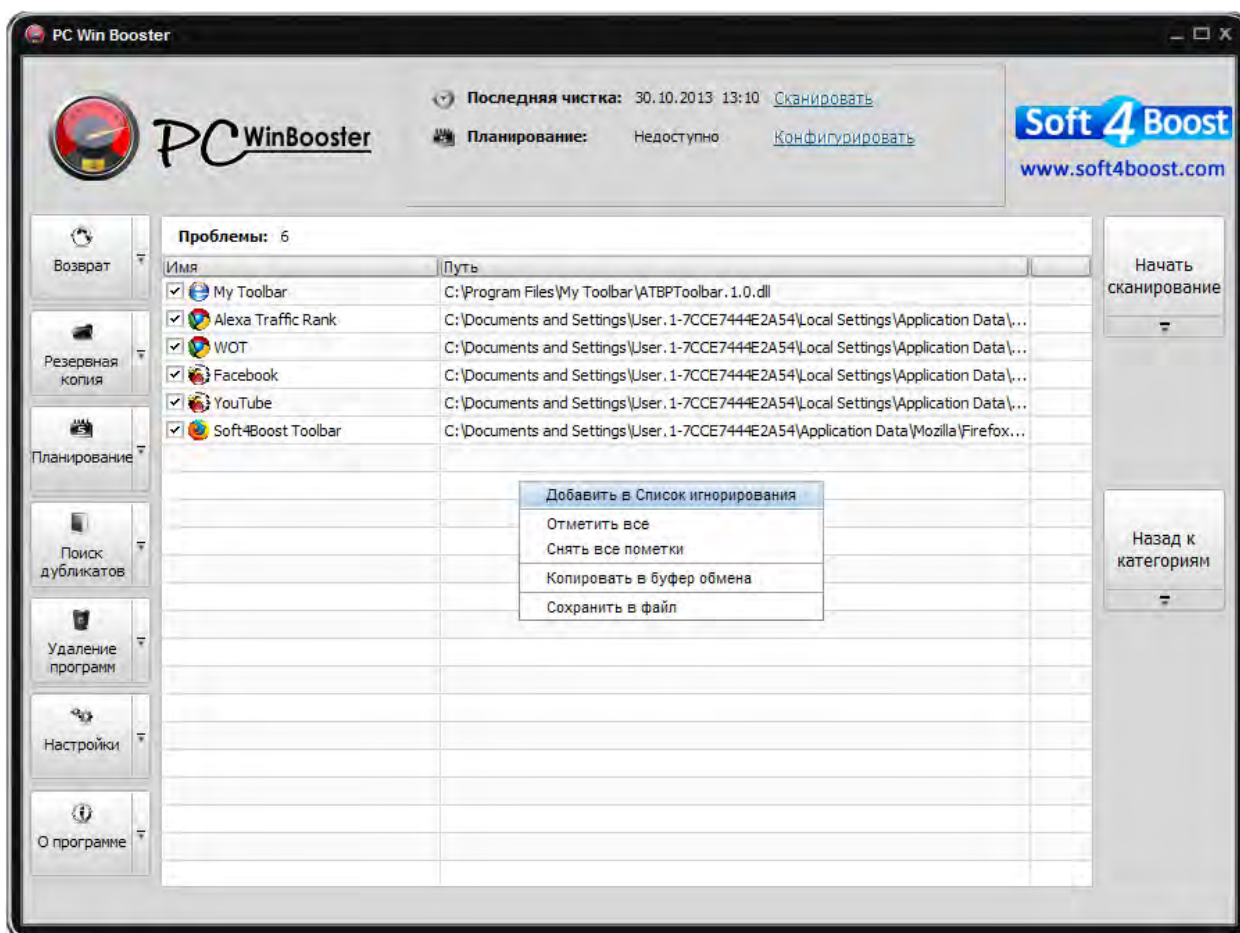 PC Win Booster
Последняя чистка: 30.10.2013 13:10 Сканировать
Планирование: Недоступно Конфигурировать
PC WinBooster
Soft 4 Boost
www.soft4boost.com
Возврат
Резервная
копия
Планирование
Поиск
дубликатов
Удаление
программ
Настройки
О программе
Проблемы: 6
Имя Путь
My Toolbar C:\Program Files\My Toolbar\ATBPToolbar.1.0.dll
Alexa Traffic Rank C:\Documents and Settings\User.1-7CCE7444E2A54\Local Settings\Application Data\...
WOT C:\Documents and Settings\User.1-7CCE7444E2A54\Local Settings\Application Data\...
Facebook C:\Documents and Settings\User.1-7CCE7444E2A54\Local Settings\Application Data\...
YouTube C:\Documents and Settings\User.1-7CCE7444E2A54\Local Settings\Application Data\...
Soft4Boost Toolbar C:\Documents and Settings\User.1-7CCE7444E2A54\Application Data\Mozilla\Firefox...
Добавить в Список игнорирования
Отметить все
Снять все пометки
Копировать в буфер обмена
Сохранить в файл
Начать
сканирование
Назад к
категориям